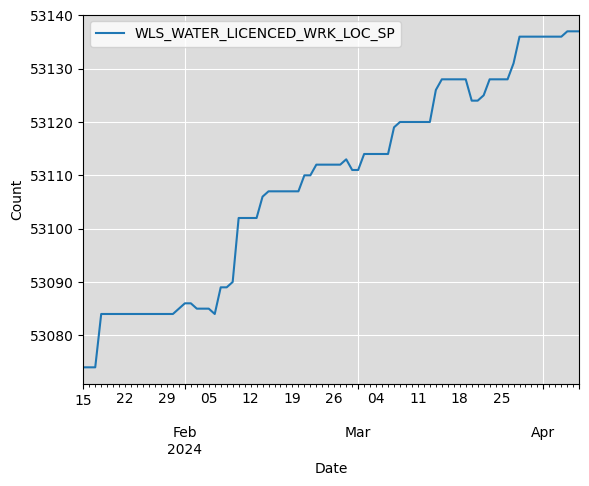 53140
WLS_WATER_LICENCED_WRK_LOC_SP
53130
53120
53110
53100
53090
53080
Count
15 22 29 05 12 19 26 04 11 18 25
Feb Mar Apr
2024
Date